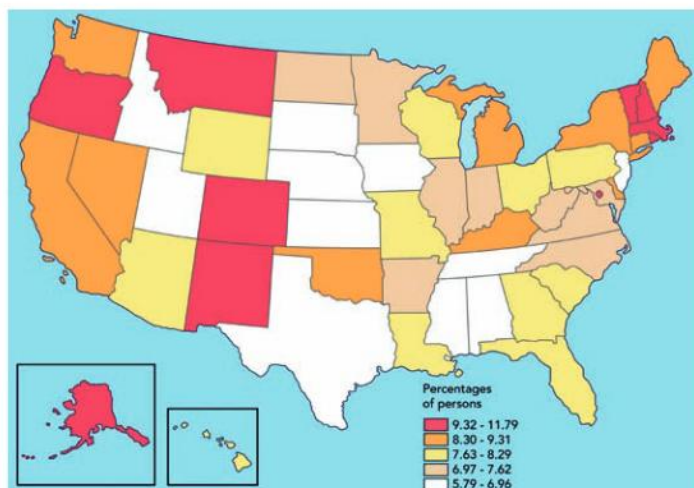 Percentages
of persons
9.32 - 11.79
8.30 - 9.31
7.63 - 8.29
6.97 - 7.62
5.79 - 6.96